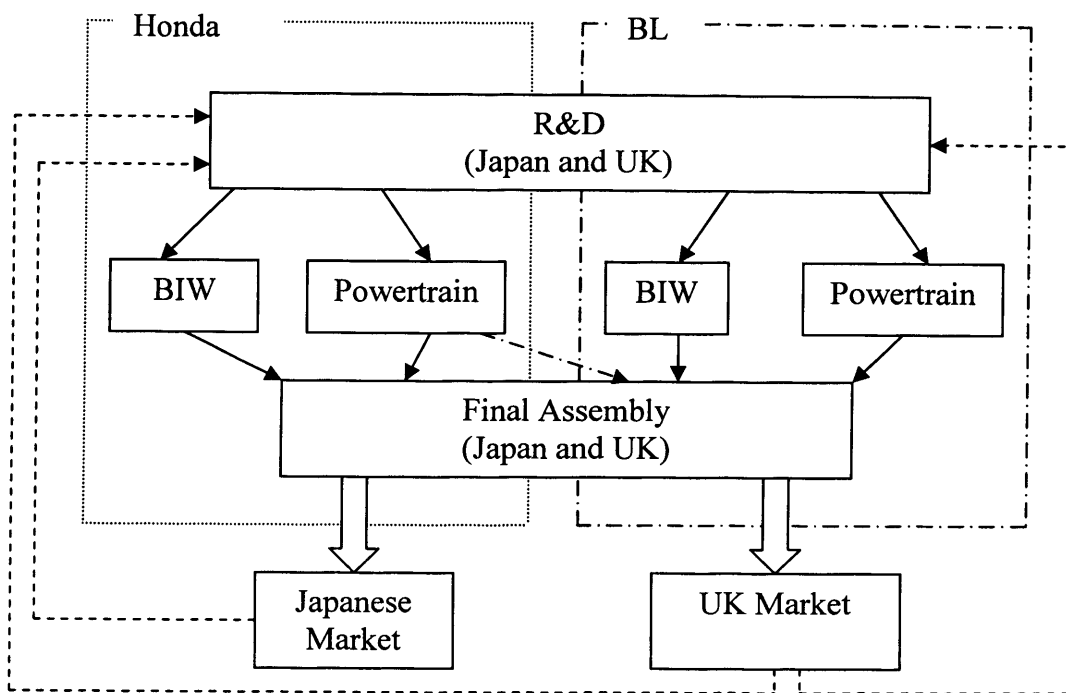 Honda
BL
R&D
(Japan and UK)
BIW
Powertrain
BIW
Powertrain
Final Assembly
(Japan and UK)
Japanese
Market
UK Market